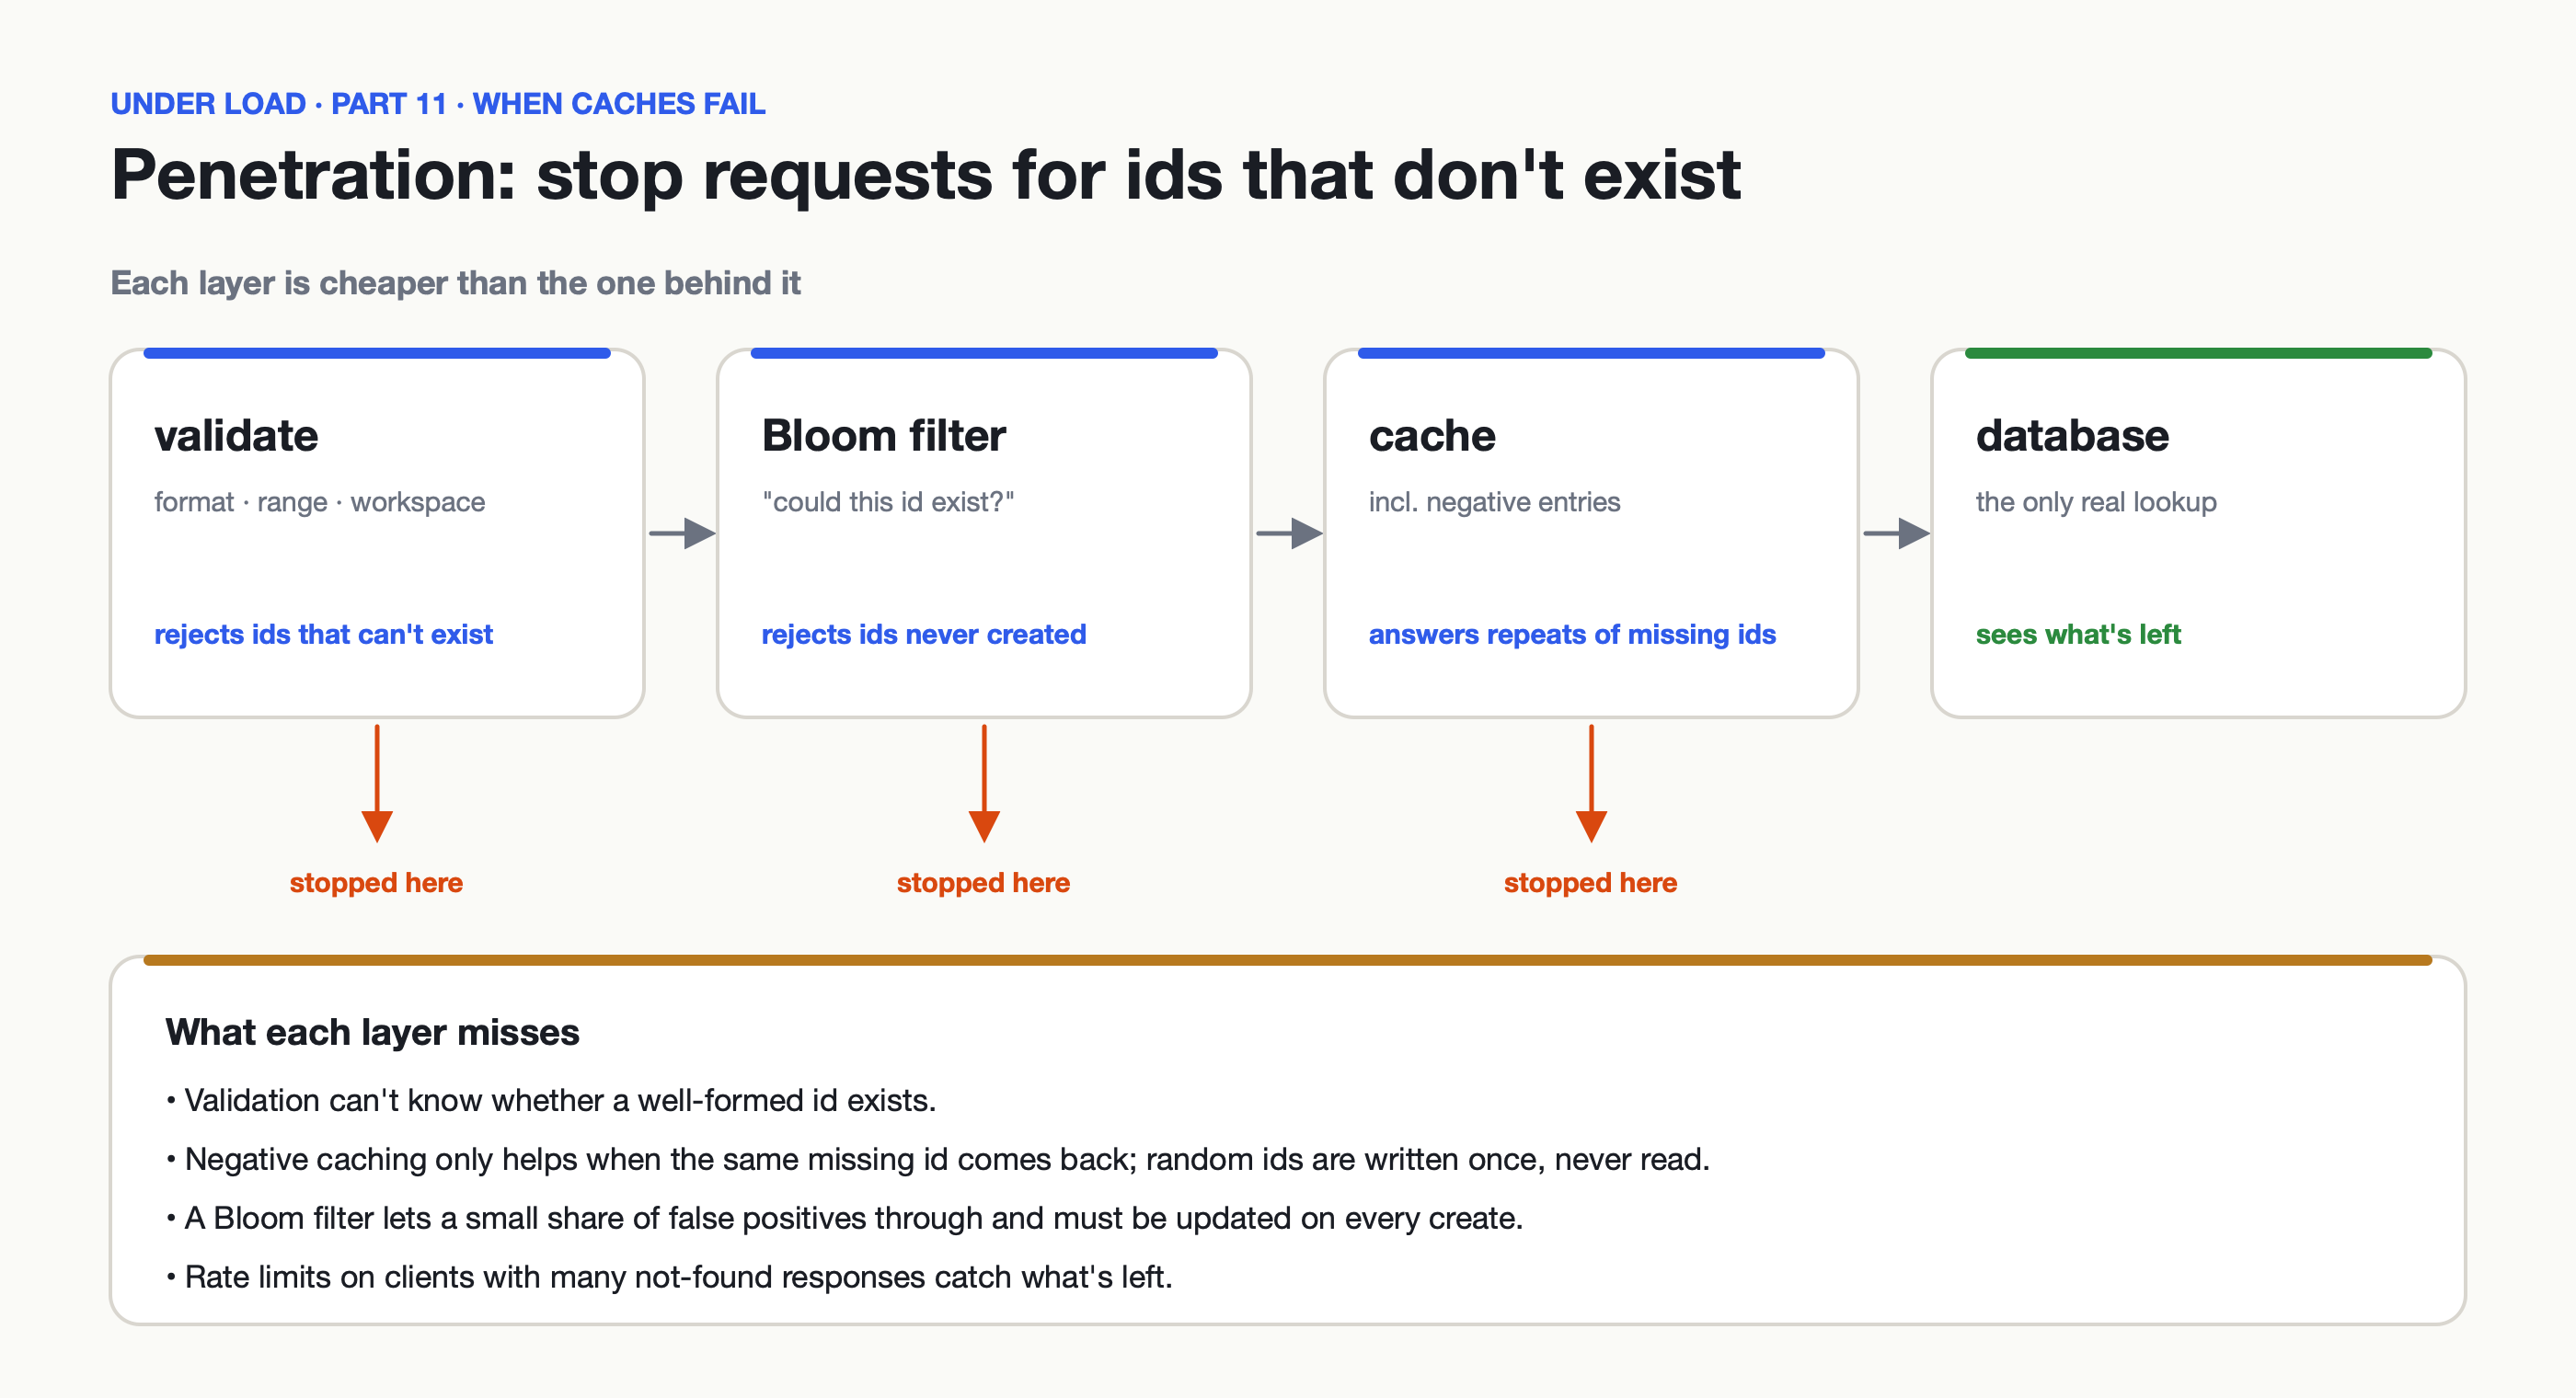 UNDER LOAD · PART 11 · WHEN CACHES FAIL
Penetration: stop requests for ids that don't exist
Each layer is cheaper than the one behind it
validate
format · range · workspace
rejects ids that can't exist
Bloom filter
"could this id exist?"
rejects ids never created
cache
incl. negative entries
answers repeats of missing ids
database
the only real lookup
sees what's left
stopped here
stopped here
stopped here
What each layer misses
• Validation can't know whether a well-formed id exists.
• Negative caching only helps when the same missing id comes back; random ids are written once, never read.
• A Bloom filter lets a small share of false positives through and must be updated on every create.
• Rate limits on clients with many not-found responses catch what's left.